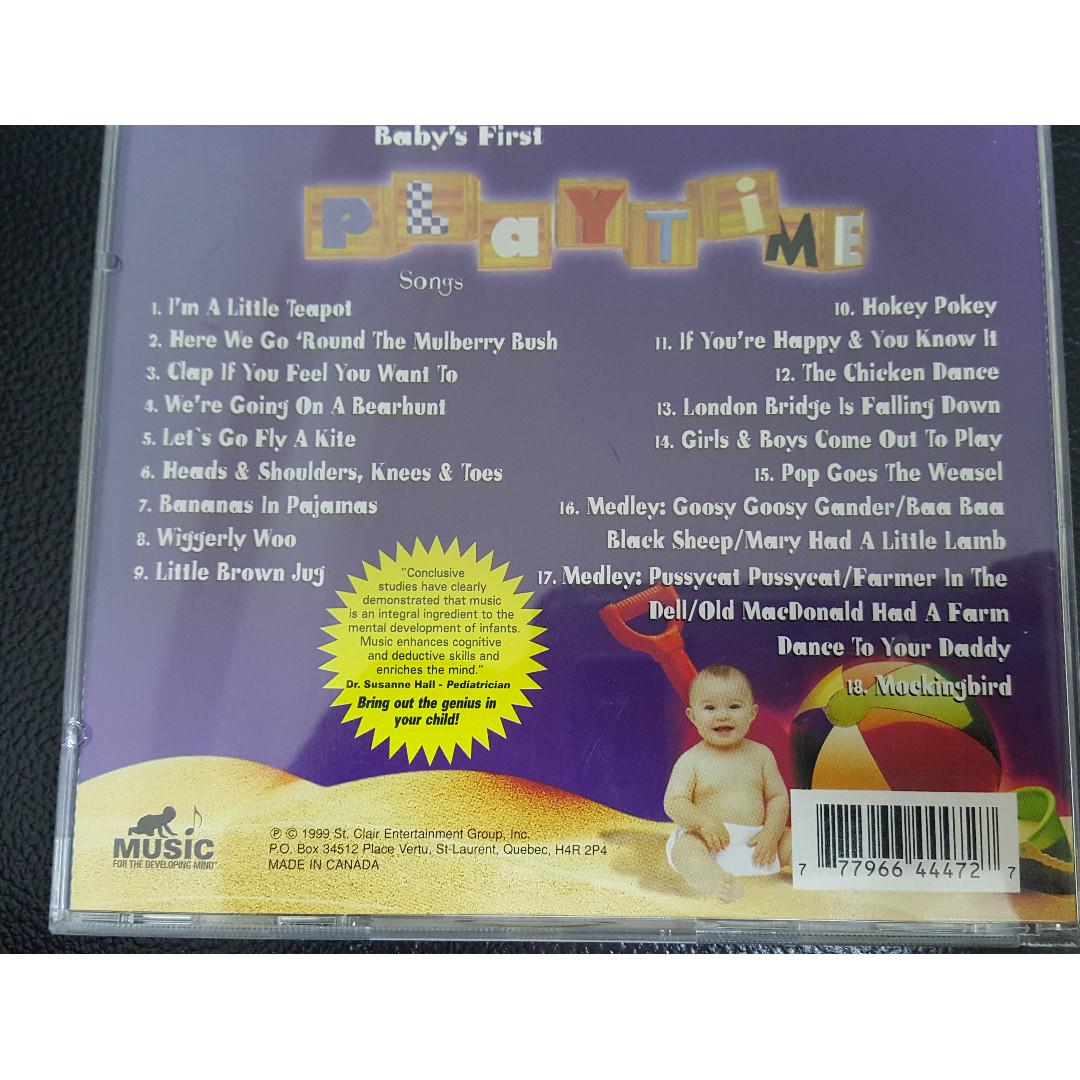 Baby's First
PLaYTiME
Songs
1. I'm A Little Teapot
2. Here We Go 'Round The Mulberry Bush
3. Clap If You Feel You Want To
4. We're Going On A Bearhunt
5. Let`s Go Fly A Kite
6. Heads & Shoulders, Knees & Toes
7. Bananas In Pajamas
8. Wiggerly Woo
9. Little Brown Jug
10. Hokey Pokey
11. If You're Happy & You Know It
12. The Chicken Dance
13. London Bridge Is Falling Down
14. Girls & Boys Come Out To Play
15. Pop Goes The Weasel
16. Medley: Goosy Goosy Gander/Baa Baa
Black Sheep/Mary Had A Little Lamb
17. Medley: Pussycat Pussycat/Farmer In The
Dell/Old MacDonald Had A Farm
Dance To Your Daddy
18. Mockingbird
"Conclusive
studies have clearly
demonstrated that music
is an integral ingredient to the
mental development of infants.
Music enhances cognitive
and deductive skills and
enriches the mind."
Dr. Susanne Hall - Pediatrician
Bring out the genius in
your child!
MUSIC
FOR THE DEVELOPING MIND™
℗ © 1999 St. Clair Entertainment Group, Inc.
P.O. Box 34512 Place Vertu, St-Laurent, Quebec, H4R 2P4
MADE IN CANADA
7 77966 44472 7